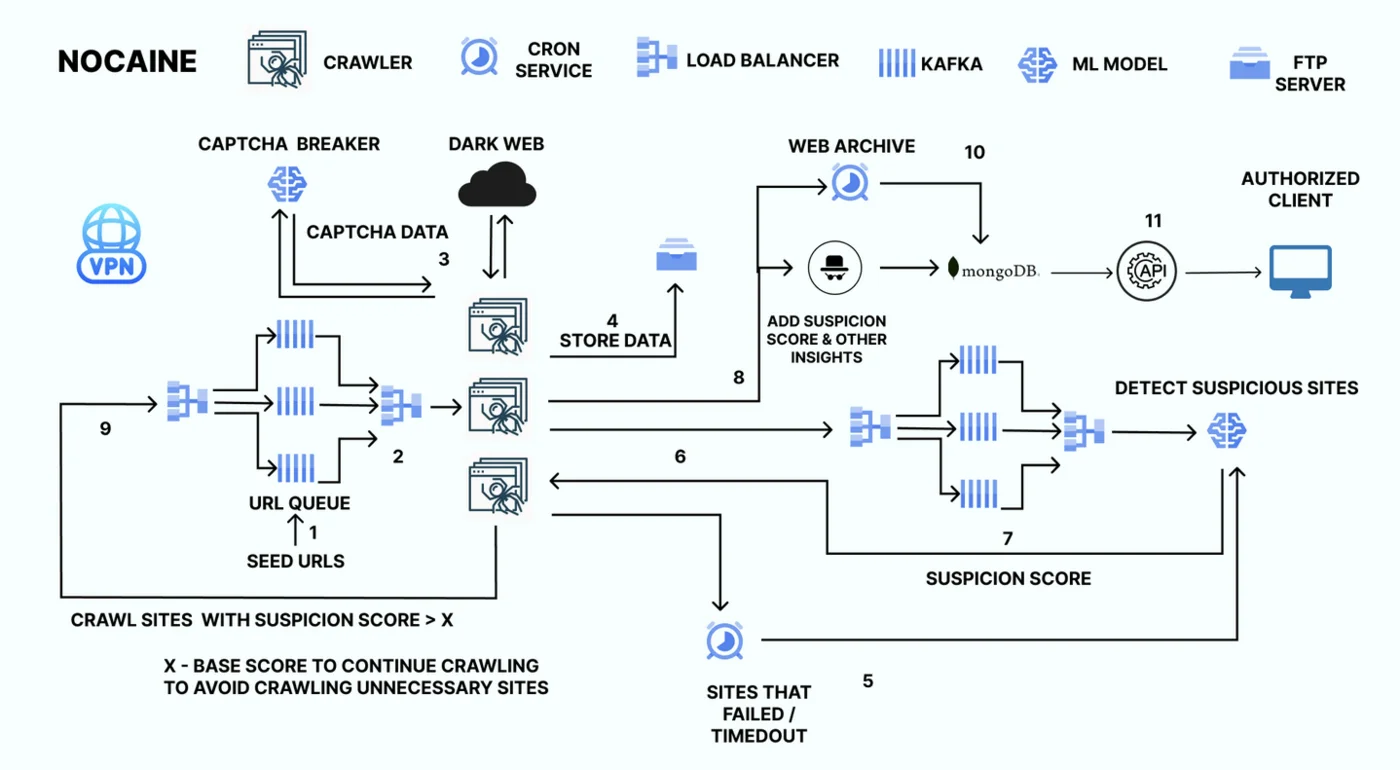 NOCAINE
CRAWLER
CRON
SERVICE
LOAD BALANCER
KAFKA
ML MODEL
FTP
SERVER
CAPTCHA BREAKER
DARK WEB
WEB ARCHIVE
10
AUTHORIZED
CLIENT
VPN
CAPTCHA DATA
3
11
mongoDB.
API
4
STORE DATA
ADD SUSPICION
SCORE & OTHER
INSIGHTS
8
DETECT SUSPICIOUS SITES
9
2
6
URL QUEUE
1
SEED URLS
7
SUSPICION SCORE
CRAWL SITES WITH SUSPICION SCORE > X
X - BASE SCORE TO CONTINUE CRAWLING
TO AVOID CRAWLING UNNECESSARY SITES
5
SITES THAT
FAILED /
TIMEDOUT